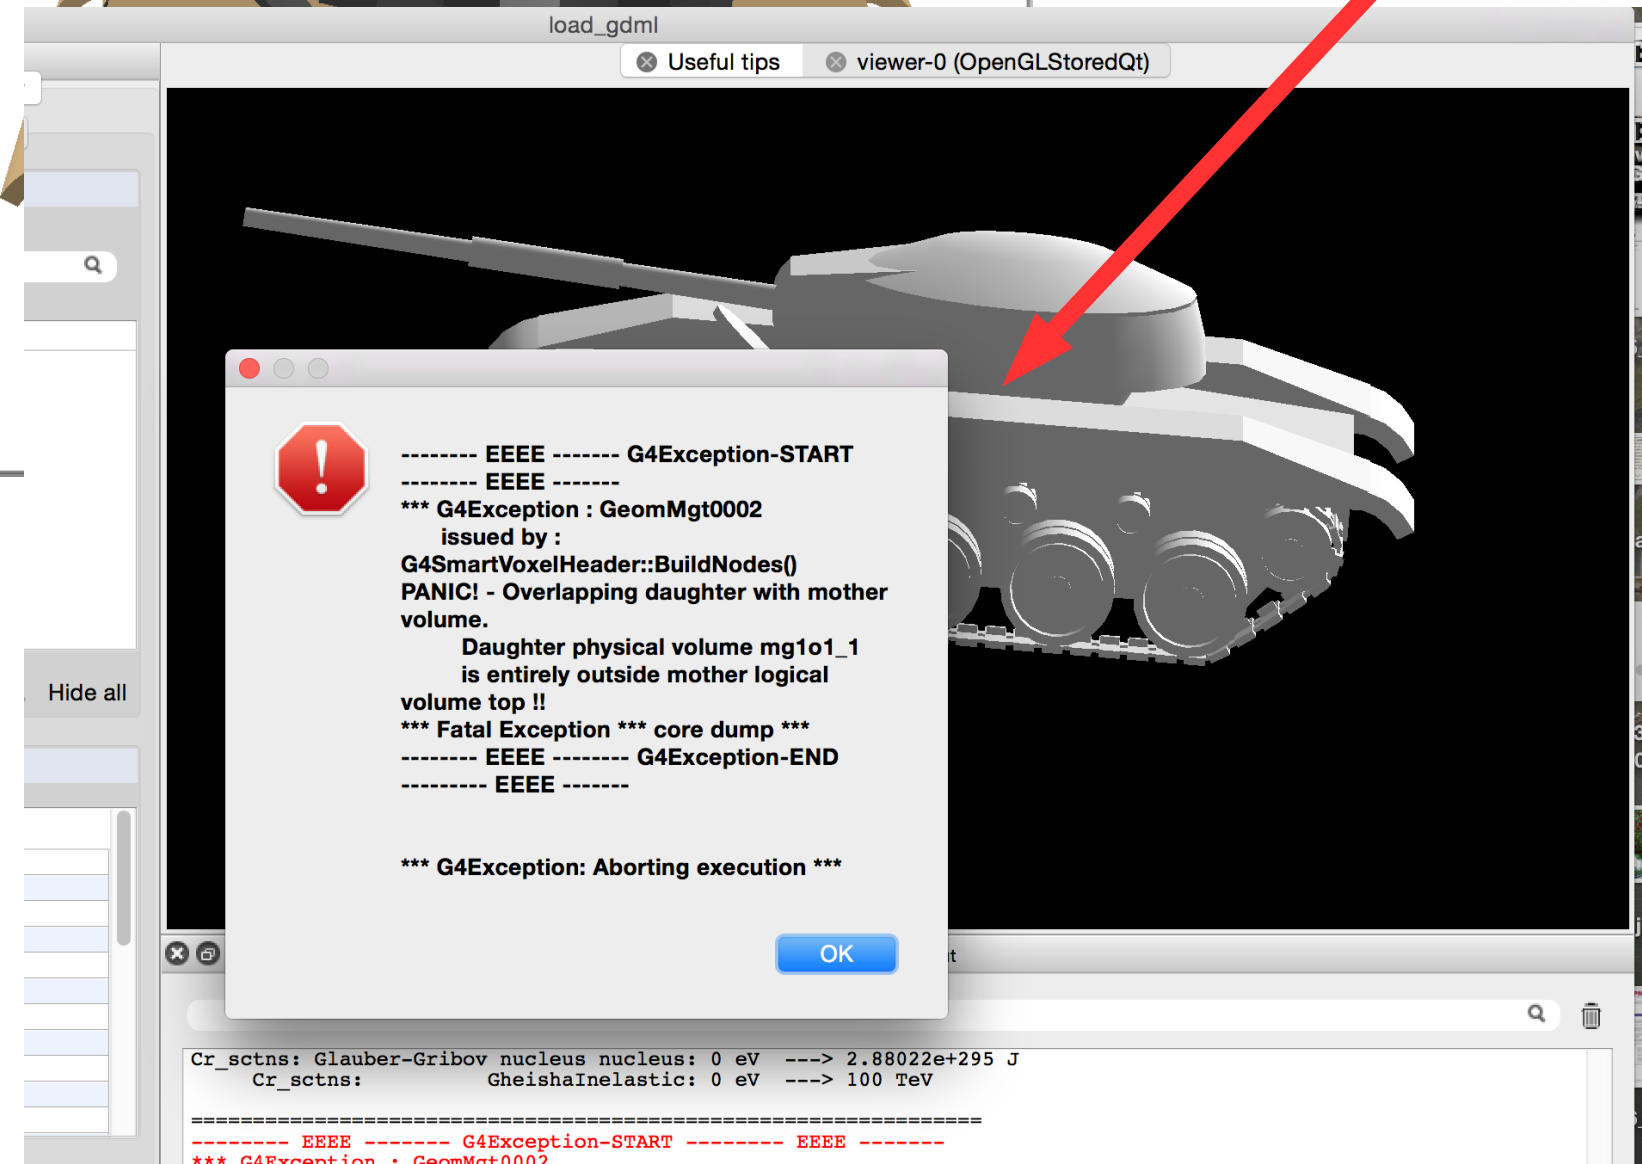 load_gdml
Useful tips
viewer-0 (OpenGLStoredQt)
-------- EEEE ------- G4Exception-START
-------- EEEE -------
*** G4Exception : GeomMgt0002
issued by :
G4SmartVoxelHeader::BuildNodes()
PANIC! - Overlapping daughter with mother
volume.
Daughter physical volume mg1o1_1
is entirely outside mother logical
volume top !!
*** Fatal Exception *** core dump ***
-------- EEEE -------- G4Exception-END
--------- EEEE -------
*** G4Exception: Aborting execution ***
OK
Hide all
Cr_sctns: Glauber-Gribov nucleus nucleus: 0 eV ---> 2.88022e+295 J
Cr_sctns: GheishaInelastic: 0 eV ---> 100 TeV
================================================================
-------- EEEE ------- G4Exception-START -------- EEEE -------
*** G4Exception : GeomMgt0002